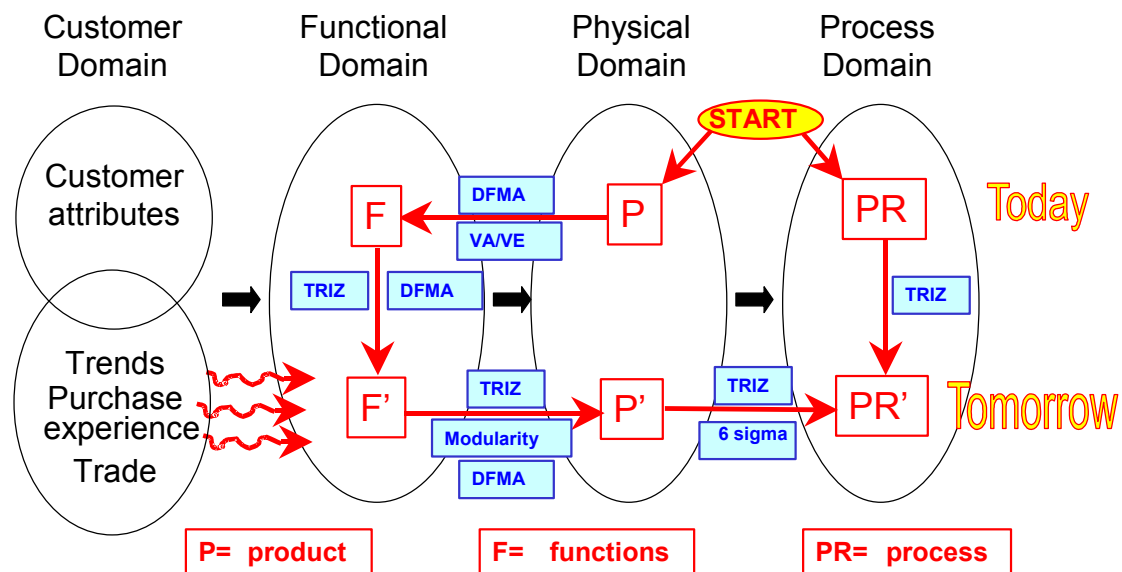 Customer
Domain
Functional
Domain
Physical
Domain
Process
Domain
START
Customer
attributes
F
DFMA
VA/VE
P
PR
Today
TRIZ
DFMA
TRIZ
Trends
Purchase
experience
Trade
F'
TRIZ
Modularity
DFMA
P'
TRIZ
6 sigma
PR'
Tomorrow
P= product
F= functions
PR= process